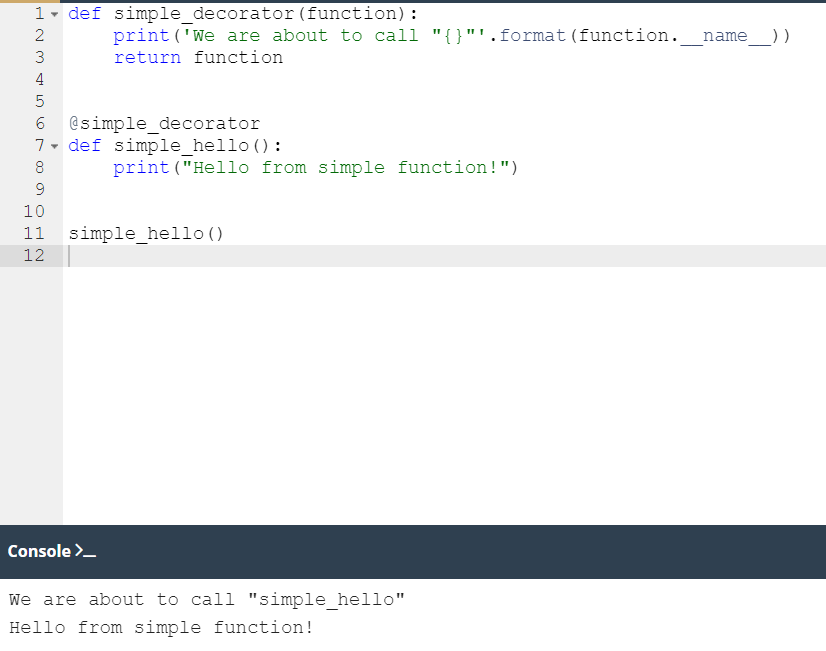 1 def simple_decorator(function):
2     print('We are about to call "{}"'.format(function.__name__))
3     return function
4
5
6 @simple_decorator
7 def simple_hello():
8     print("Hello from simple function!")
9
10
11 simple_hello()
12
Console >_
We are about to call "simple_hello"
Hello from simple function!